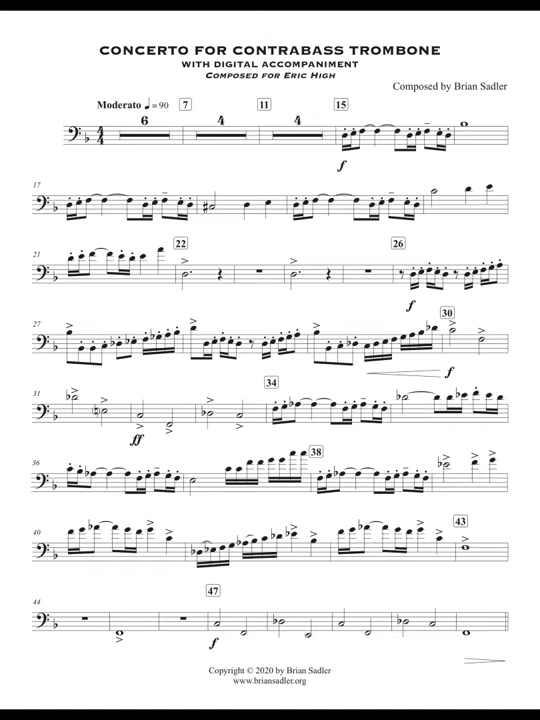 CONCERTO FOR CONTRABASS TROMBONE
WITH DIGITAL ACCOMPANIMENT
COMPOSED FOR ERIC HIGH
Composed by Brian Sadler
Moderato ♩ = 90
7 11 15
6 4 4
f
17
21 22 26
f
27 30
f
31 34
ff
36 38
40 43
44 47
f
Copyright © 2020 by Brian Sadler
www.briansadler.org